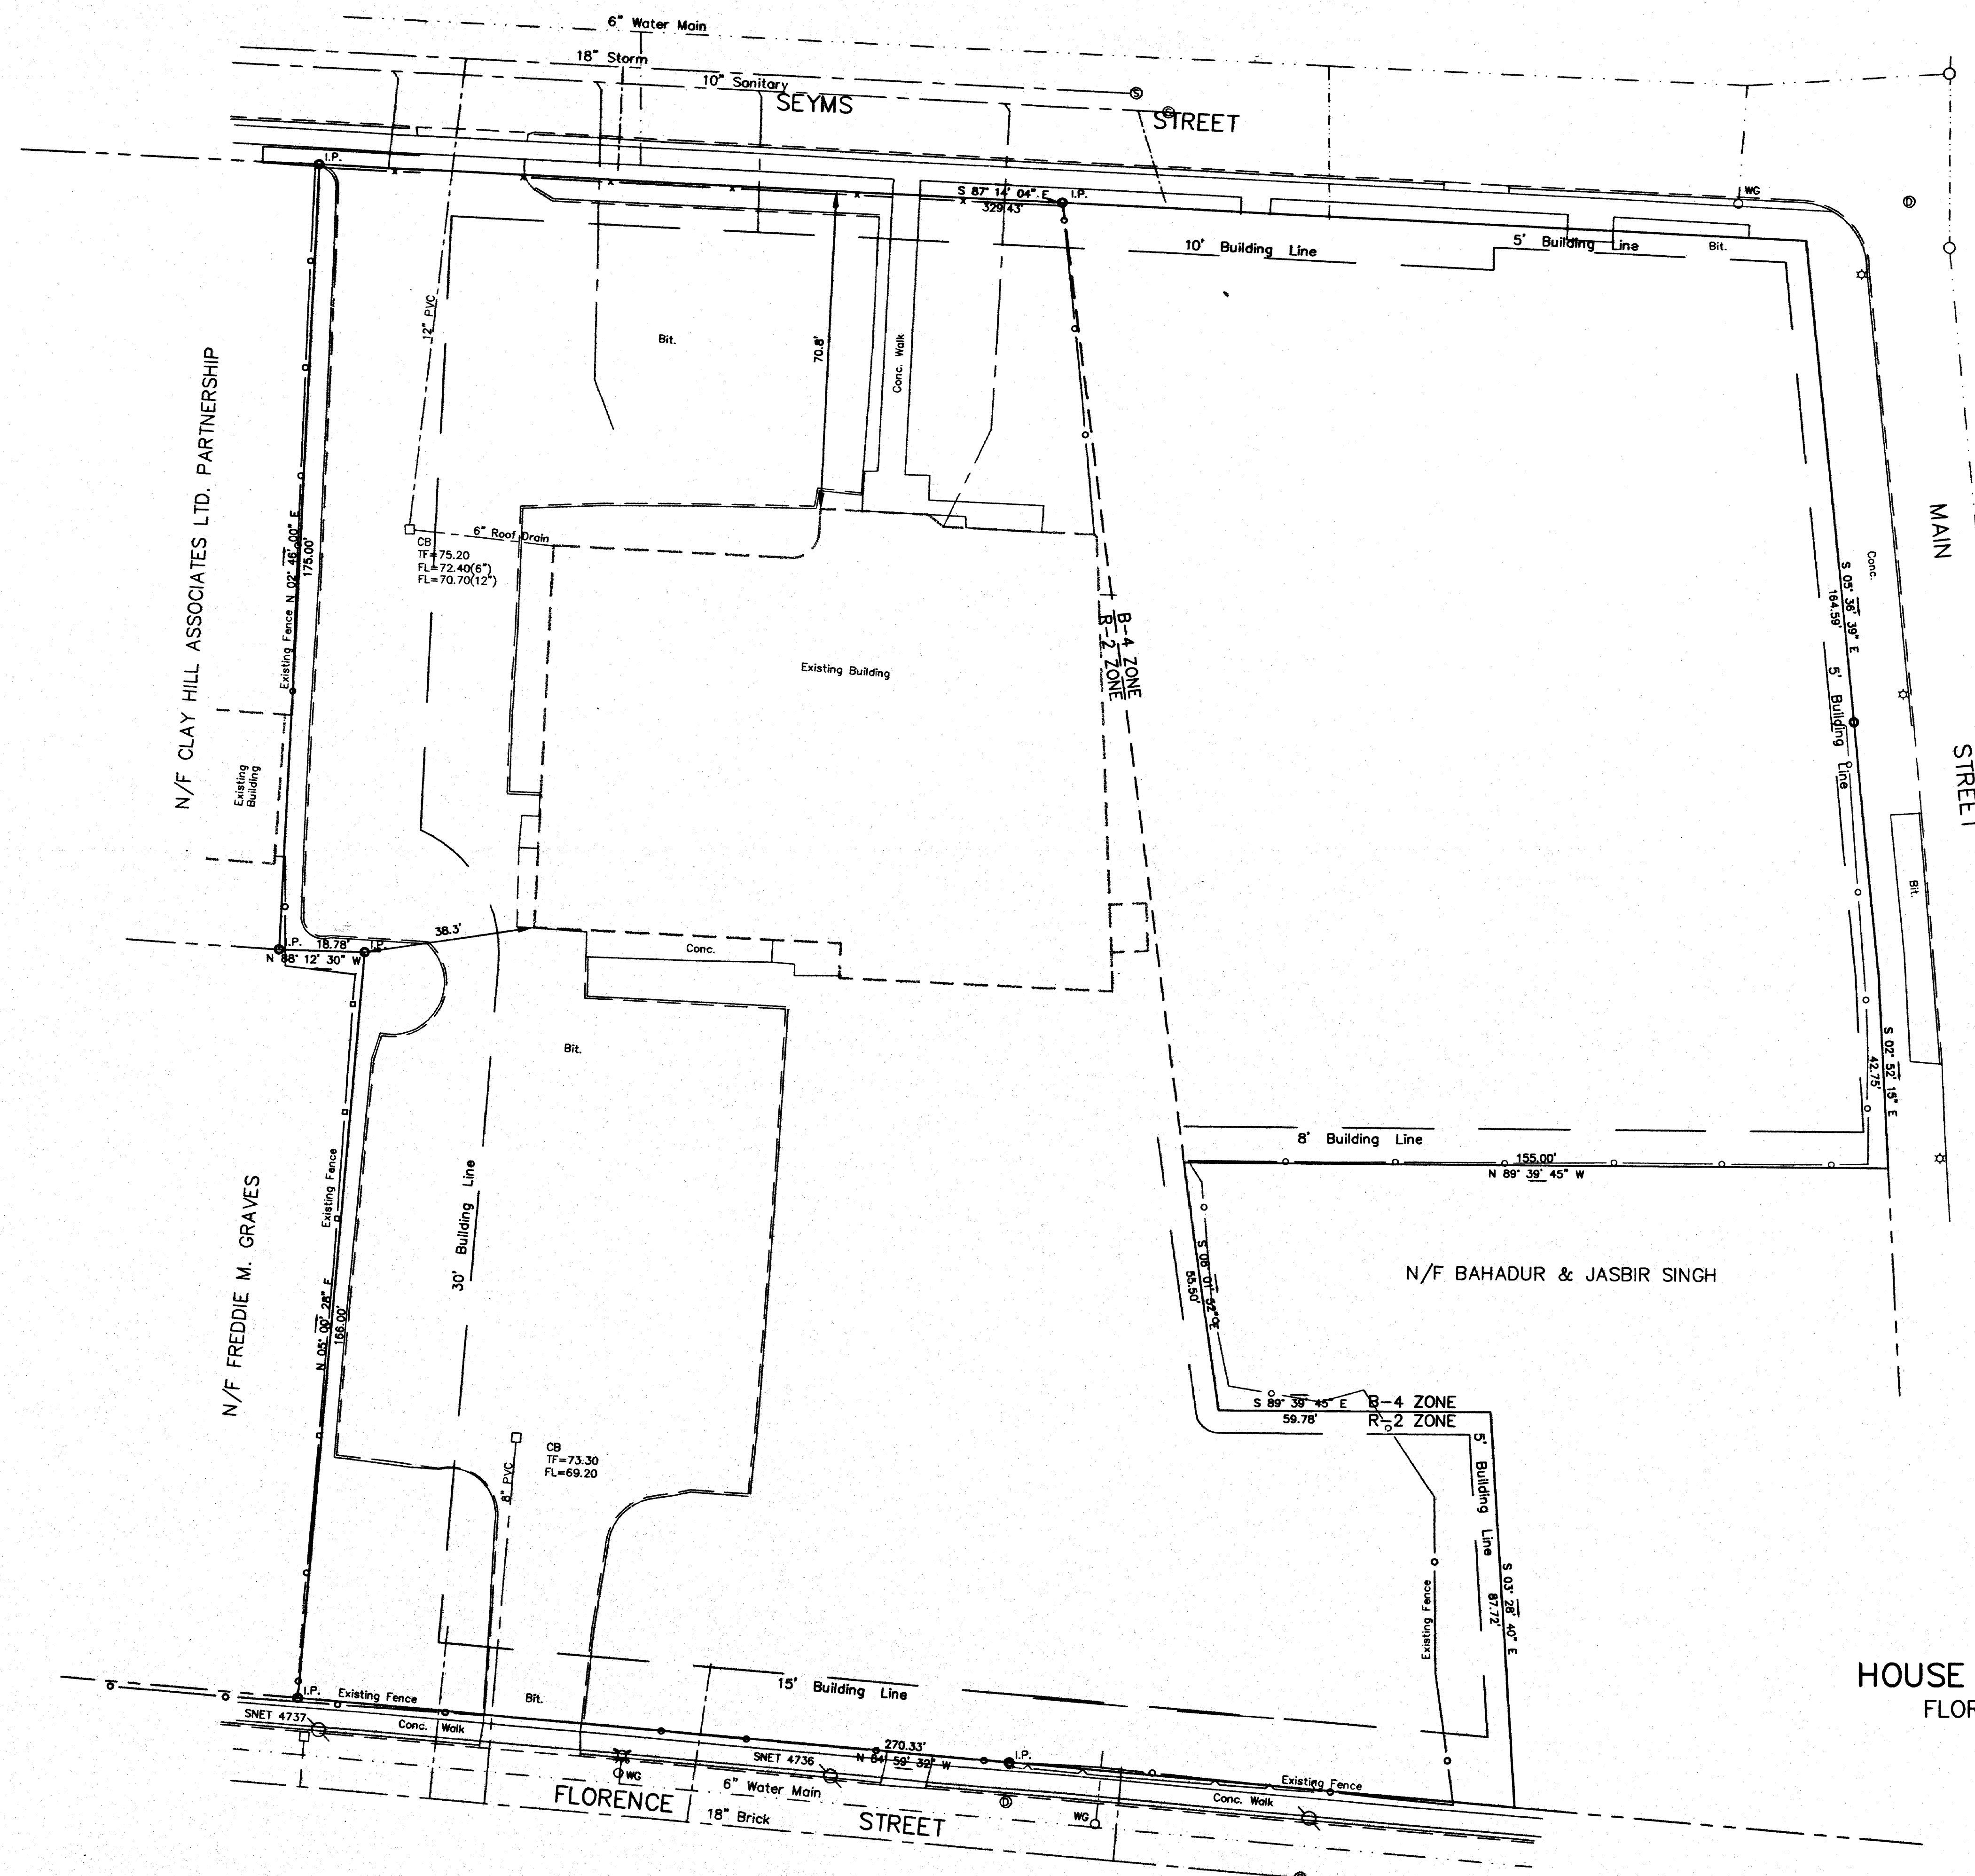 6" Water Main
18" Storm
10" Sanitary
SEYMS STREET
I.P.
S 87° 14' 04" E
329.43'
I.P.
WG
10' Building Line
5' Building Line
Bit.
12" PVC
Bit.
70.8'
Conc. Walk
N/F CLAY HILL ASSOCIATES LTD. PARTNERSHIP
Existing Fence
N 02° 46' 00" E
175.00'
6" Roof Drain
CB
TF=75.20
FL=72.40(6")
FL=70.70(12")
Existing Building
B-4 ZONE
R-2 ZONE
MAIN STREET
Conc.
S 05° 36' 39" E
164.59'
5' Building Line
Existing
Building
Bit.
I.P.
18.78'
I.P.
N 88° 12' 30" W
38.3'
Conc.
Bit.
S 02° 52' 15" E
42.75'
8' Building Line
155.00'
N 89° 39' 45" W
N/F FREDDIE M. GRAVES
Existing Fence
N 05° 00' 28" E
166.00'
30' Building Line
S 08° 01' 52" E
55.50'
N/F BAHADUR & JASBIR SINGH
S 89° 39' 45" E
59.78'
B-4 ZONE
R-2 ZONE
CB
TF=73.30
FL=69.20
8" PVC
5' Building Line
Existing Fence
S 03° 28' 40" E
87.72'
15' Building Line
HOUSE
FLOR
I.P.
Existing Fence
Bit.
SNET 4737
Conc. Walk
270.33'
N 84° 59' 32" W
I.P.
SNET 4736
WG
6" Water Main
Existing Fence
Conc. Walk
WG
FLORENCE STREET
18" Brick
D
D
S
S